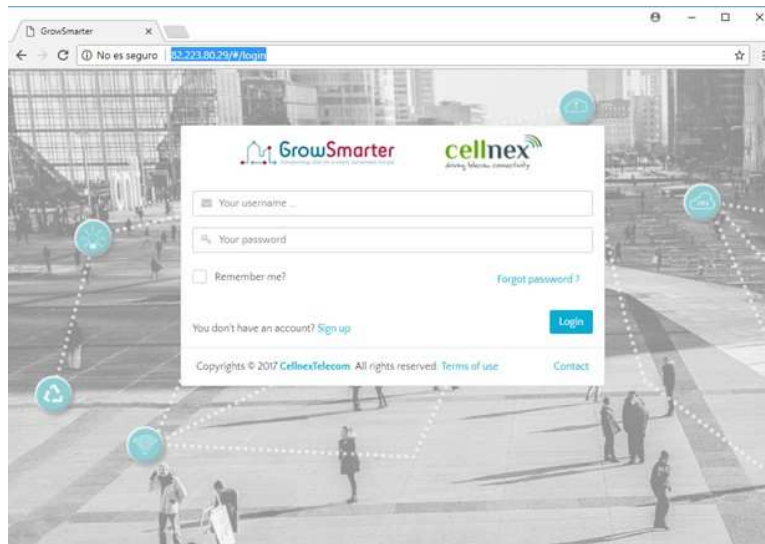 GrowSmarter
No es seguro | 82.223.80.29/#/login
GrowSmarter
cellnex
driving telecom connectivity
Your username ...
Your password
Remember me?
Forgot password ?
You don't have an account? Sign up
Login
Copyrights © 2017 CellnexTelecom. All rights reserved. Terms of use
Contact